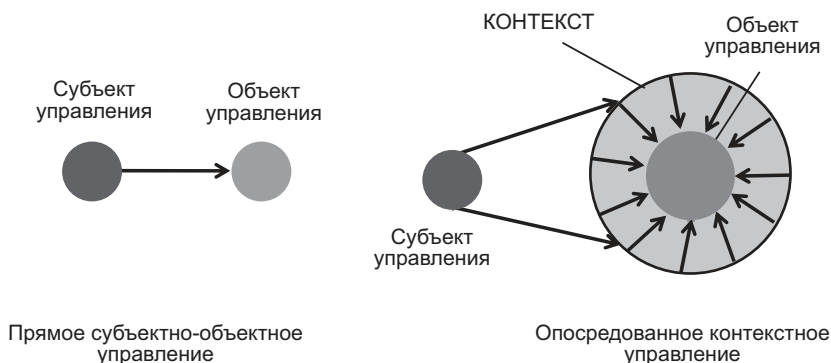 Субъект
управления
Объект
управления
Прямое субъектно-объектное
управление
КОНТЕКСТ
Объект
управления
Субъект
управления
Опосредованное контекстное
управление